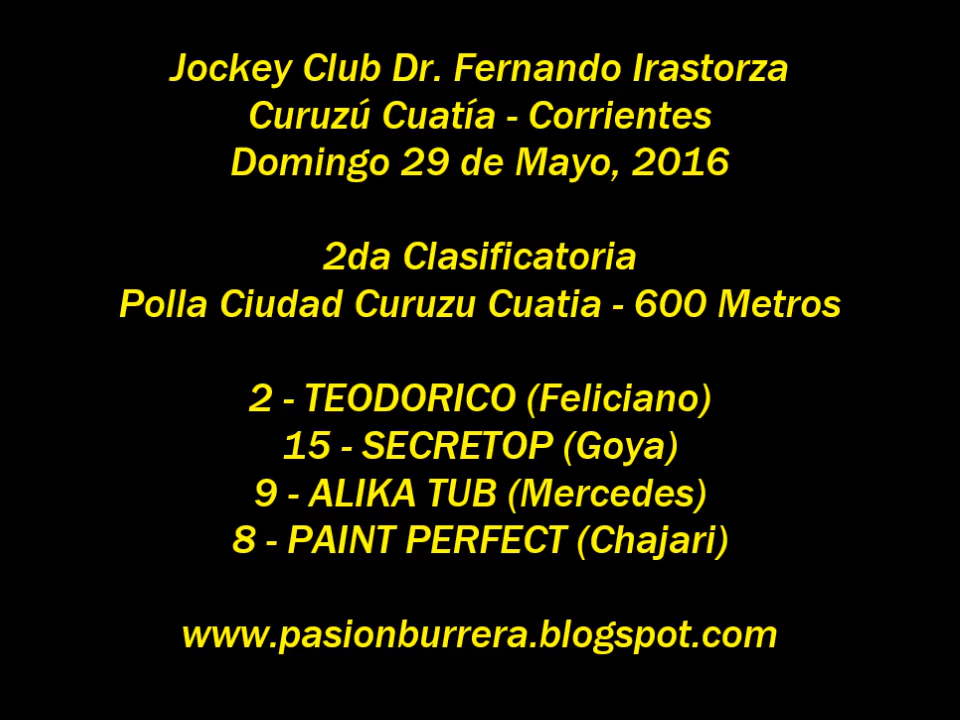 Jockey Club Dr. Fernando Irastorza
Curuzú Cuatía - Corrientes
Domingo 29 de Mayo, 2016
2da Clasificatoria
Polla Ciudad Curuzu Cuatia - 600 Metros
2 - TEODORICO (Feliciano)
15 - SECRETOP (Goya)
9 - ALIKA TUB (Mercedes)
8 - PAINT PERFECT (Chajari)
www.pasionburrera.blogspot.com